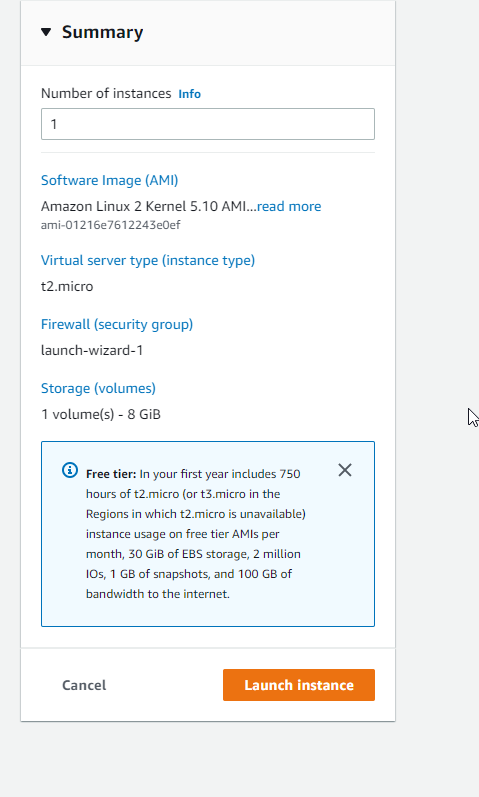 Summary
Number of instances Info
1
Software Image (AMI)
Amazon Linux 2 Kernel 5.10 AMI...read more
ami-01216e7612243e0ef
Virtual server type (instance type)
t2.micro
Firewall (security group)
launch-wizard-1
Storage (volumes)
1 volume(s) - 8 GiB
Free tier: In your first year includes 750
hours of t2.micro (or t3.micro in the
Regions in which t2.micro is unavailable)
instance usage on free tier AMIs per
month, 30 GiB of EBS storage, 2 million
IOs, 1 GB of snapshots, and 100 GB of
bandwidth to the internet.
Cancel Launch instance